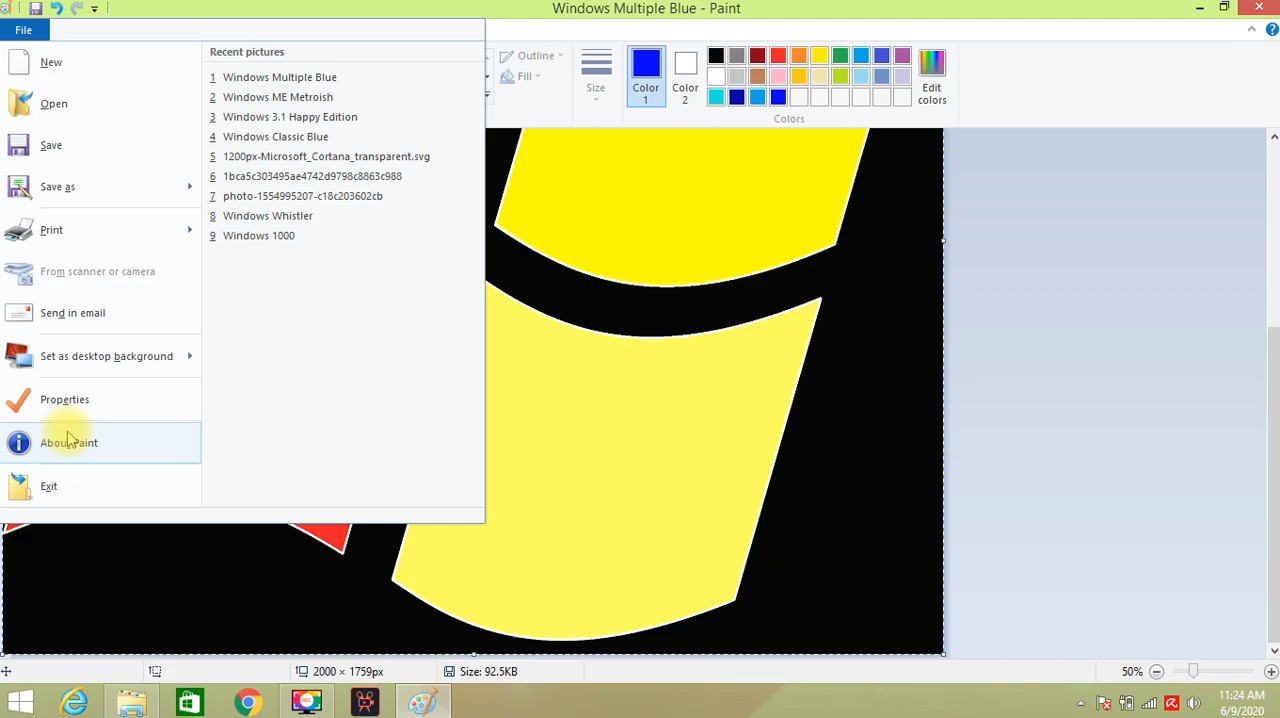 Windows Multiple Blue - Paint
File
New
Open
Save
Save as
Print
From scanner or camera
Send in email
Set as desktop background
Properties
About Paint
Exit
Recent pictures
1 Windows Multiple Blue
2 Windows ME Metroish
3 Windows 3.1 Happy Edition
4 Windows Classic Blue
5 1200px-Microsoft_Cortana_transparent.svg
6 1bca5c303495ae4742d9798c8863c988
7 photo-1554995207-c18c203602cb
8 Windows Whistler
9 Windows 1000
Outline
Fill
Size
Color 1
Color 2
Edit colors
Colors
2000 × 1759px
Size: 92.5KB
50%
11:24 AM
6/9/2020